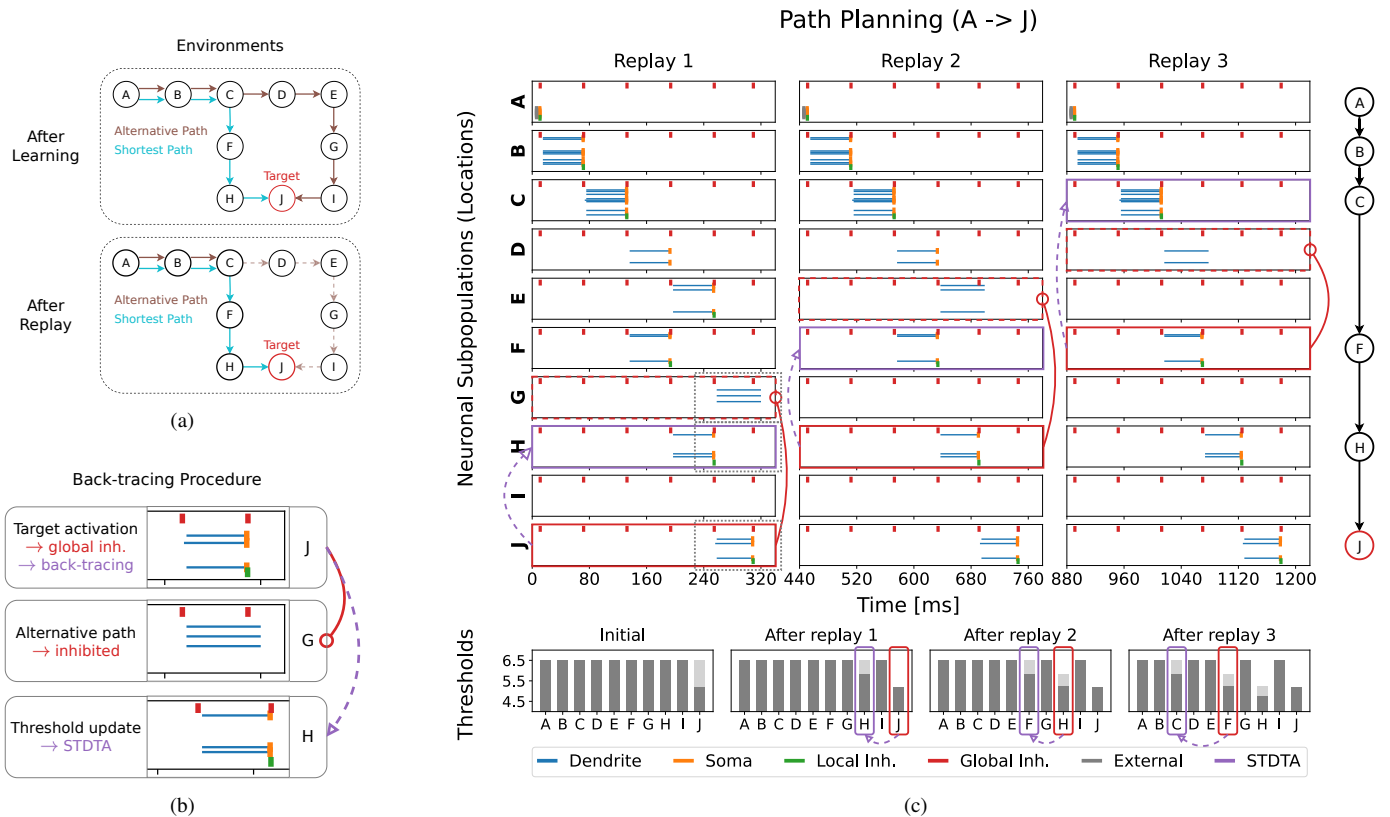 Environments
After
Learning
A
B
C
D
E
Alternative Path
Shortest Path
F
G
Target
H
J
I
After
Replay
A
B
C
D
E
Alternative Path
Shortest Path
F
G
Target
H
J
I
(a)
Back-tracing Procedure
Target activation
→ global inh.
→ back-tracing
J
Alternative path
→ inhibited
G
Threshold update
→ STDTA
H
(b)
Path Planning (A -> J)
Replay 1
Replay 2
Replay 3
Neuronal Subpopulations (Locations)
A
B
C
D
E
F
G
H
I
J
0 80 160 240 320
440 520 600 680 760
880 960 1040 1120 1200
Time [ms]
A
B
C
F
H
J
Thresholds
Initial
After replay 1
After replay 2
After replay 3
6.5
5.5
4.5
A B C D E F G H I J
A B C D E F G H I J
A B C D E F G H I J
A B C D E F G H I J
Dendrite Soma Local Inh. Global Inh. External STDTA
(c)